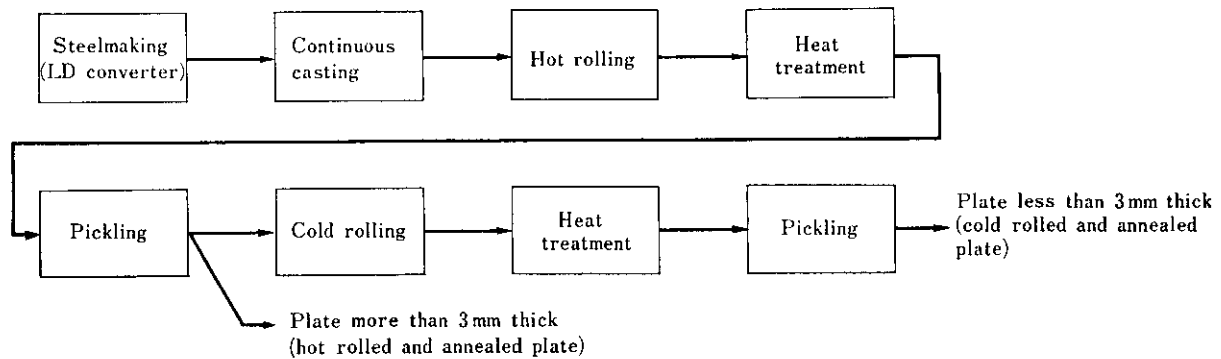 Steelmaking
(LD converter)
Continuous
casting
Hot rolling
Heat
treatment
Pickling
Cold rolling
Heat
treatment
Pickling
Plate less than 3mm thick
(cold rolled and annealed
plate)
Plate more than 3mm thick
(hot rolled and annealed plate)